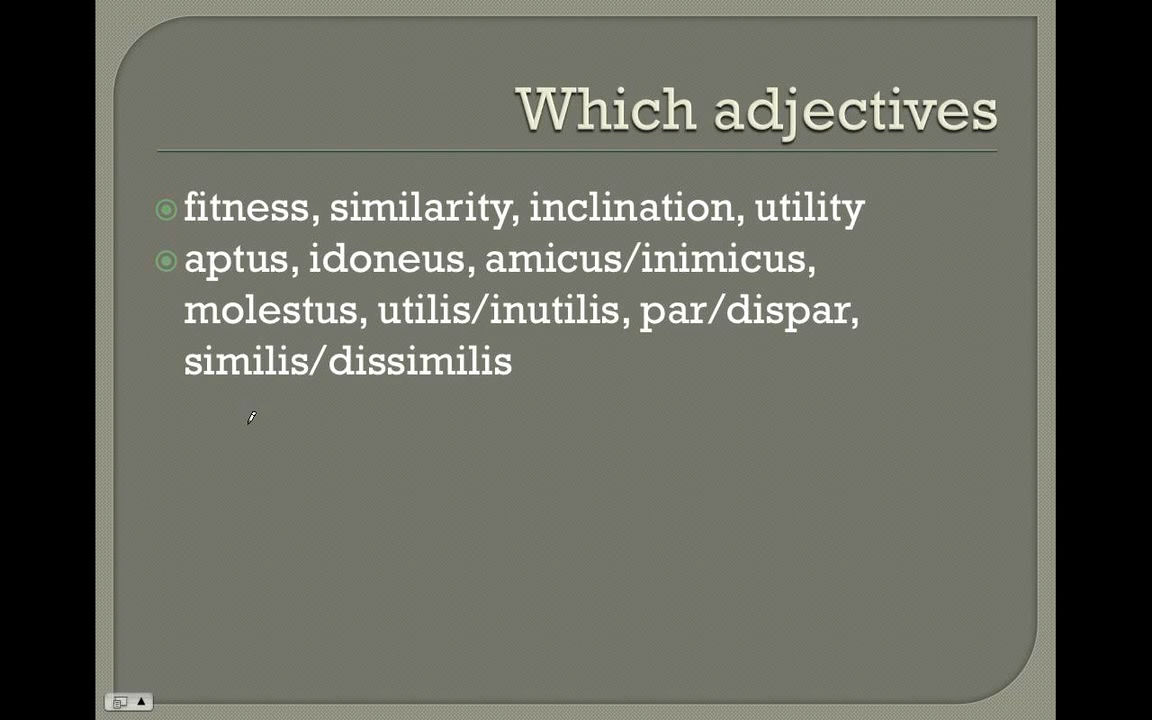 Which adjectives
fitness, similarity, inclination, utility
aptus, idoneus, amicus/inimicus,
molestus, utilis/inutilis, par/dispar,
similis/dissimilis